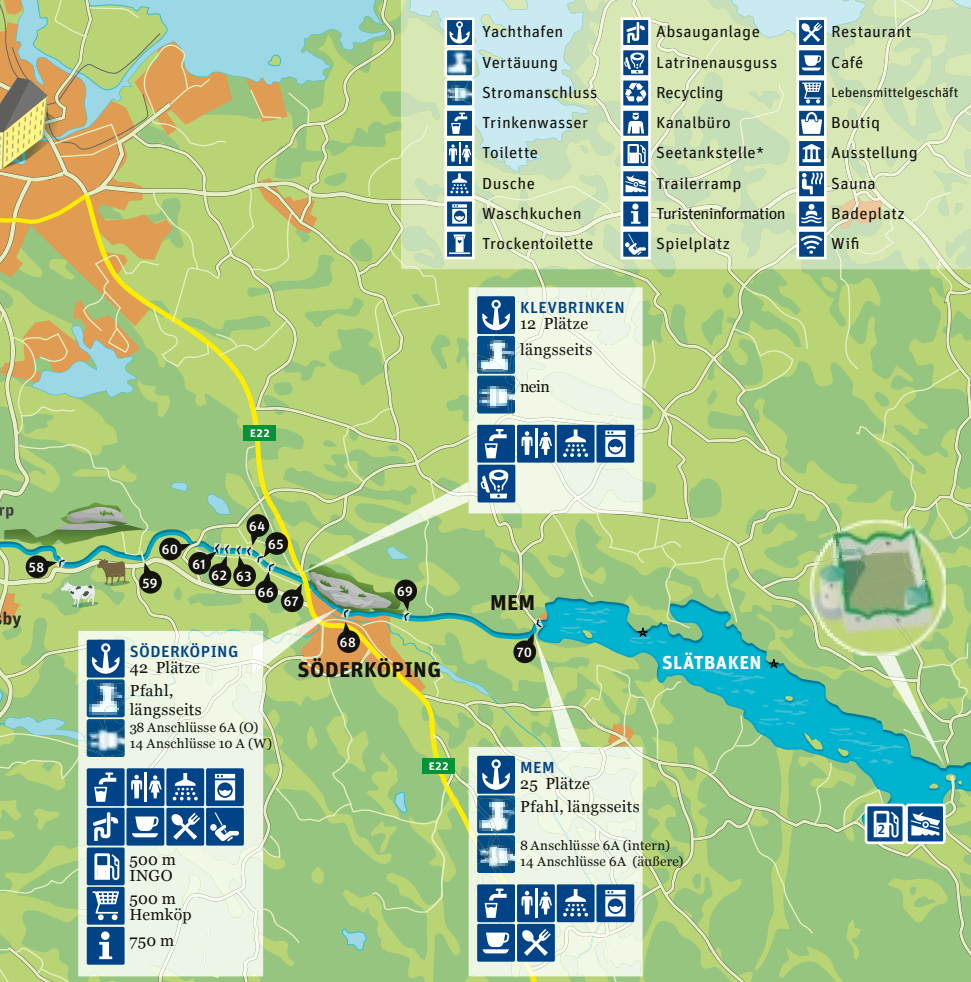 Yachthafen
Vertäuung
Stromanschluss
Trinkenwasser
Toilette
Dusche
Waschkuchen
Trockentoilette
Absauganlage
Latrinenausguss
Recycling
Kanalbüro
Seetankstelle*
Trailerramp
Turisteninformation
Spielplatz
Restaurant
Café
Lebensmittelgeschäft
Boutiq
Ausstellung
Sauna
Badeplatz
Wifi
KLEVBRINKEN
12 Plätze
längsseits
nein
E22
rp
64
65
60
61
62
63
58
59
66
67
69
68
70
sby
MEM
SÖDERKÖPING
SLÄTBAKEN
SÖDERKÖPING
42 Plätze
Pfahl,
längsseits
38 Anschlüsse 6A (O)
14 Anschlüsse 10 A (W)
500 m
INGO
500 m
Hemköp
750 m
E22
MEM
25 Plätze
Pfahl, längsseits
8 Anschlüsse 6A (intern)
14 Anschlüsse 6A (äußere)
2